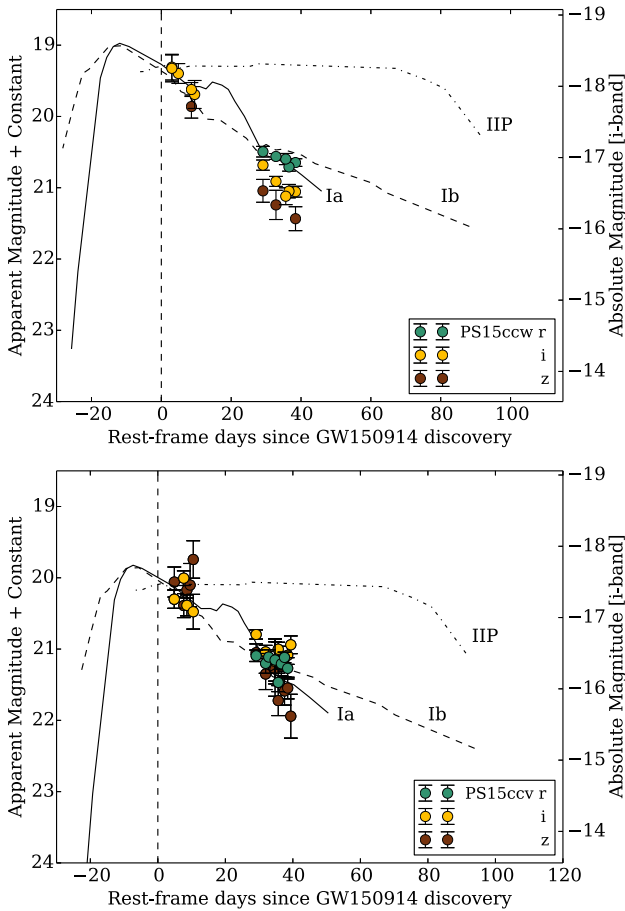 Apparent Magnitude + Constant
19
20
21
22
23
24
−20
0
20
40
60
80
100
Rest-frame days since GW150914 discovery
−19
−18
−17
−16
−15
−14
Absolute Magnitude [i-band]
IIP
Ia
Ib
PS15ccw r
i
z
Apparent Magnitude + Constant
19
20
21
22
23
24
−20
0
20
40
60
80
100
120
Rest-frame days since GW150914 discovery
−19
−18
−17
−16
−15
−14
Absolute Magnitude [i-band]
IIP
Ia
Ib
PS15ccv r
i
z